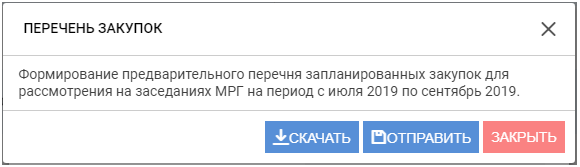 ПЕРЕЧЕНЬ ЗАКУПОК
Формирование предварительного перечня запланированных закупок для
рассмотрения на заседаниях МРГ на период с июля 2019 по сентябрь 2019.
СКАЧАТЬ ОТПРАВИТЬ ЗАКРЫТЬ